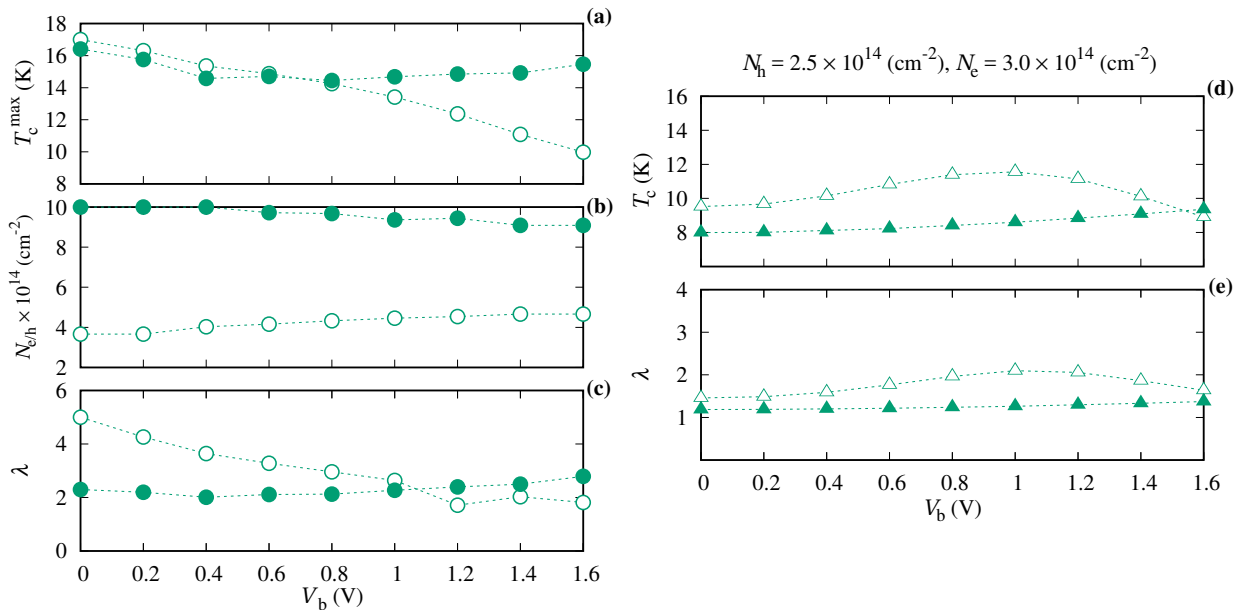 (a)
18
16
14
12
10
8
T_c^max (K)
(b)
10
8
6
4
2
N_e/h × 10^14 (cm^-2)
(c)
6
4
2
0
λ
0 0.2 0.4 0.6 0.8 1 1.2 1.4 1.6
V_b (V)
N_h = 2.5 × 10^14 (cm^-2), N_e = 3.0 × 10^14 (cm^-2)
(d)
16
14
12
10
8
T_c (K)
(e)
4
3
2
1
λ
0 0.2 0.4 0.6 0.8 1 1.2 1.4 1.6
V_b (V)